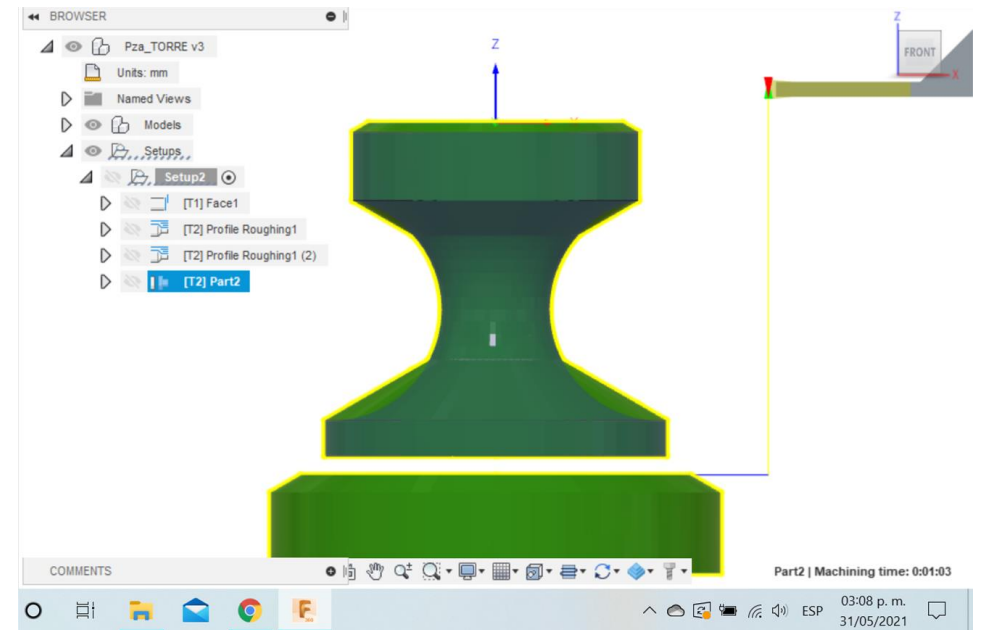 BROWSER
Pza_TORRE v3
Units: mm
Named Views
Models
Setups
Setup2
[T1] Face1
[T2] Profile Roughing1
[T2] Profile Roughing1 (2)
[T2] Part2
Z
Z
FRONT
X
COMMENTS
Part2 | Machining time: 0:01:03
ESP
03:08 p. m.
31/05/2021